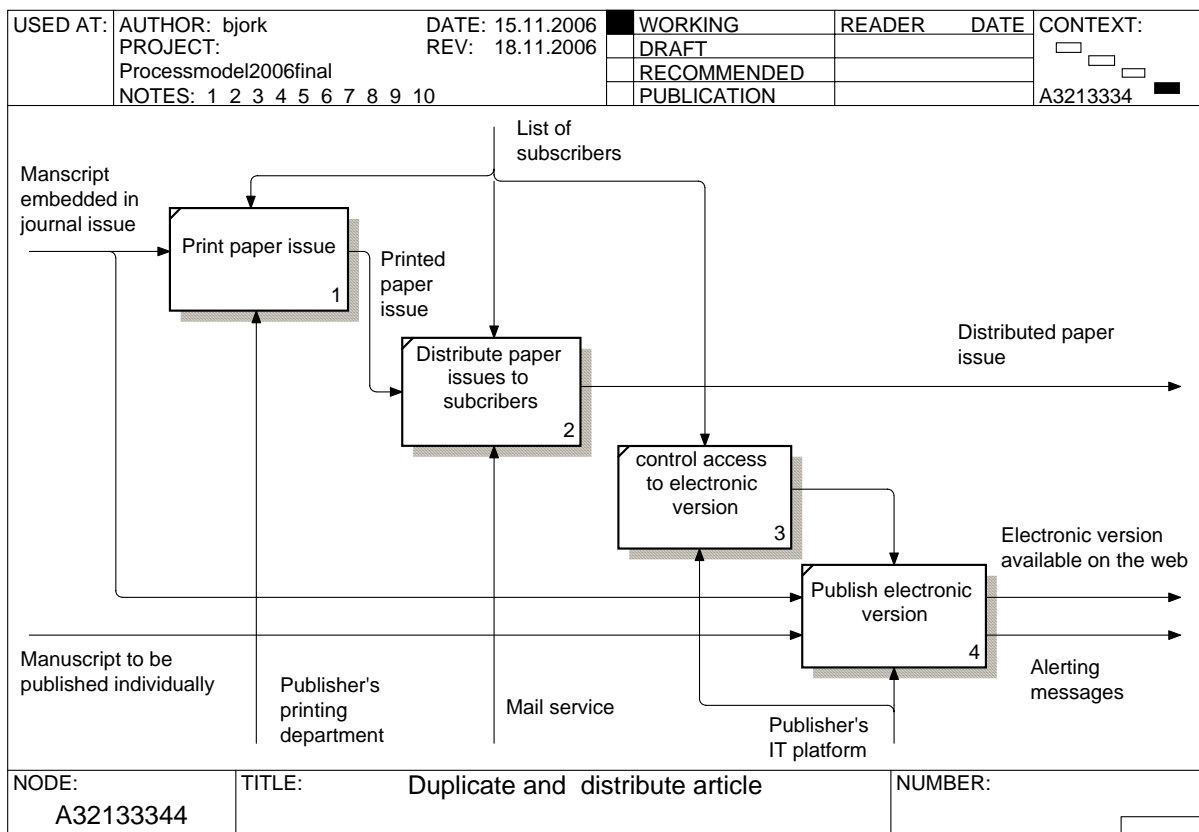 USED AT:
AUTHOR: bjork
DATE: 15.11.2006
PROJECT:
REV: 18.11.2006
Processmodel2006final
NOTES: 1 2 3 4 5 6 7 8 9 10
WORKING
DRAFT
RECOMMENDED
PUBLICATION
READER DATE
CONTEXT:
A3213334
List of
subscribers
Manscript
embedded in
journal issue
Print paper issue
1
Printed
paper
issue
Distribute paper
issues to
subcribers
2
Distributed paper
issue
control access
to electronic
version
3
Electronic version
available on the web
Publish electronic
version
4
Manuscript to be
published individually
Alerting
messages
Publisher's
printing
department
Mail service
Publisher's
IT platform
NODE:
A32133344
TITLE:
Duplicate and distribute article
NUMBER: